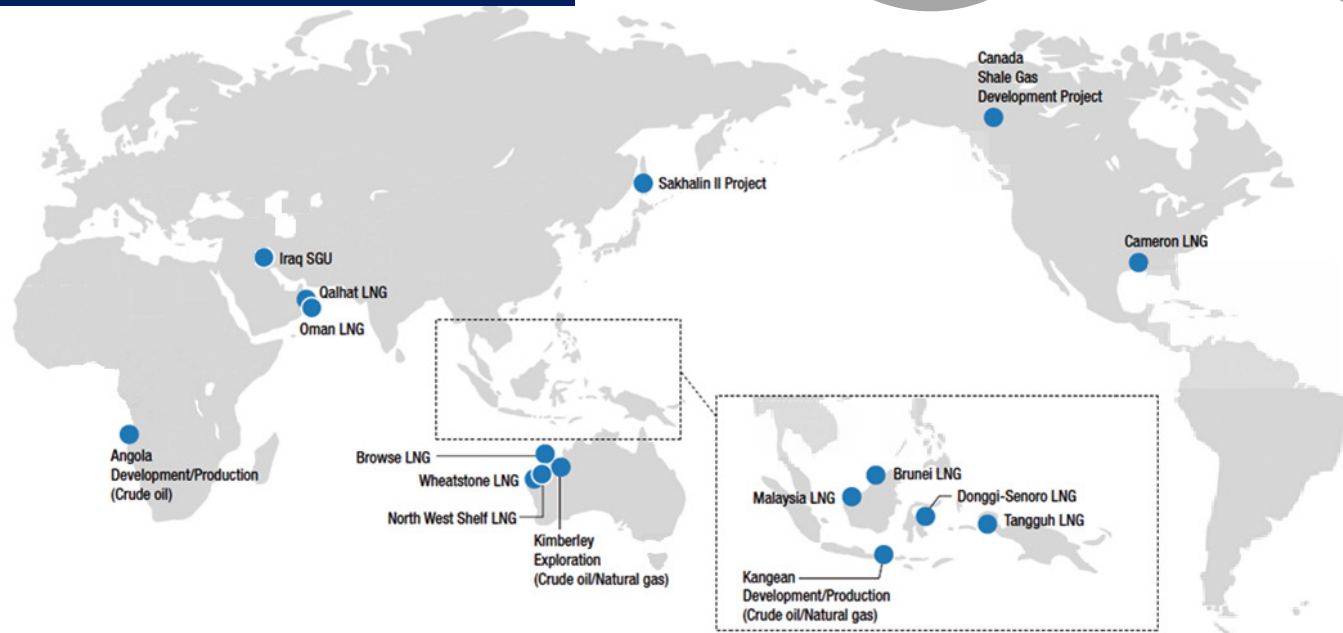 Canada
Shale Gas
Development Project
Sakhalin II Project
Cameron LNG
Iraq SGU
Qalhat LNG
Oman LNG
Angola
Development/Production
(Crude oil)
Browse LNG
Wheatstone LNG
North West Shelf LNG
Kimberley
Exploration
(Crude oil/Natural gas)
Brunei LNG
Malaysia LNG
Donggi-Senoro LNG
Tangguh LNG
Kangean
Development/Production
(Crude oil/Natural gas)